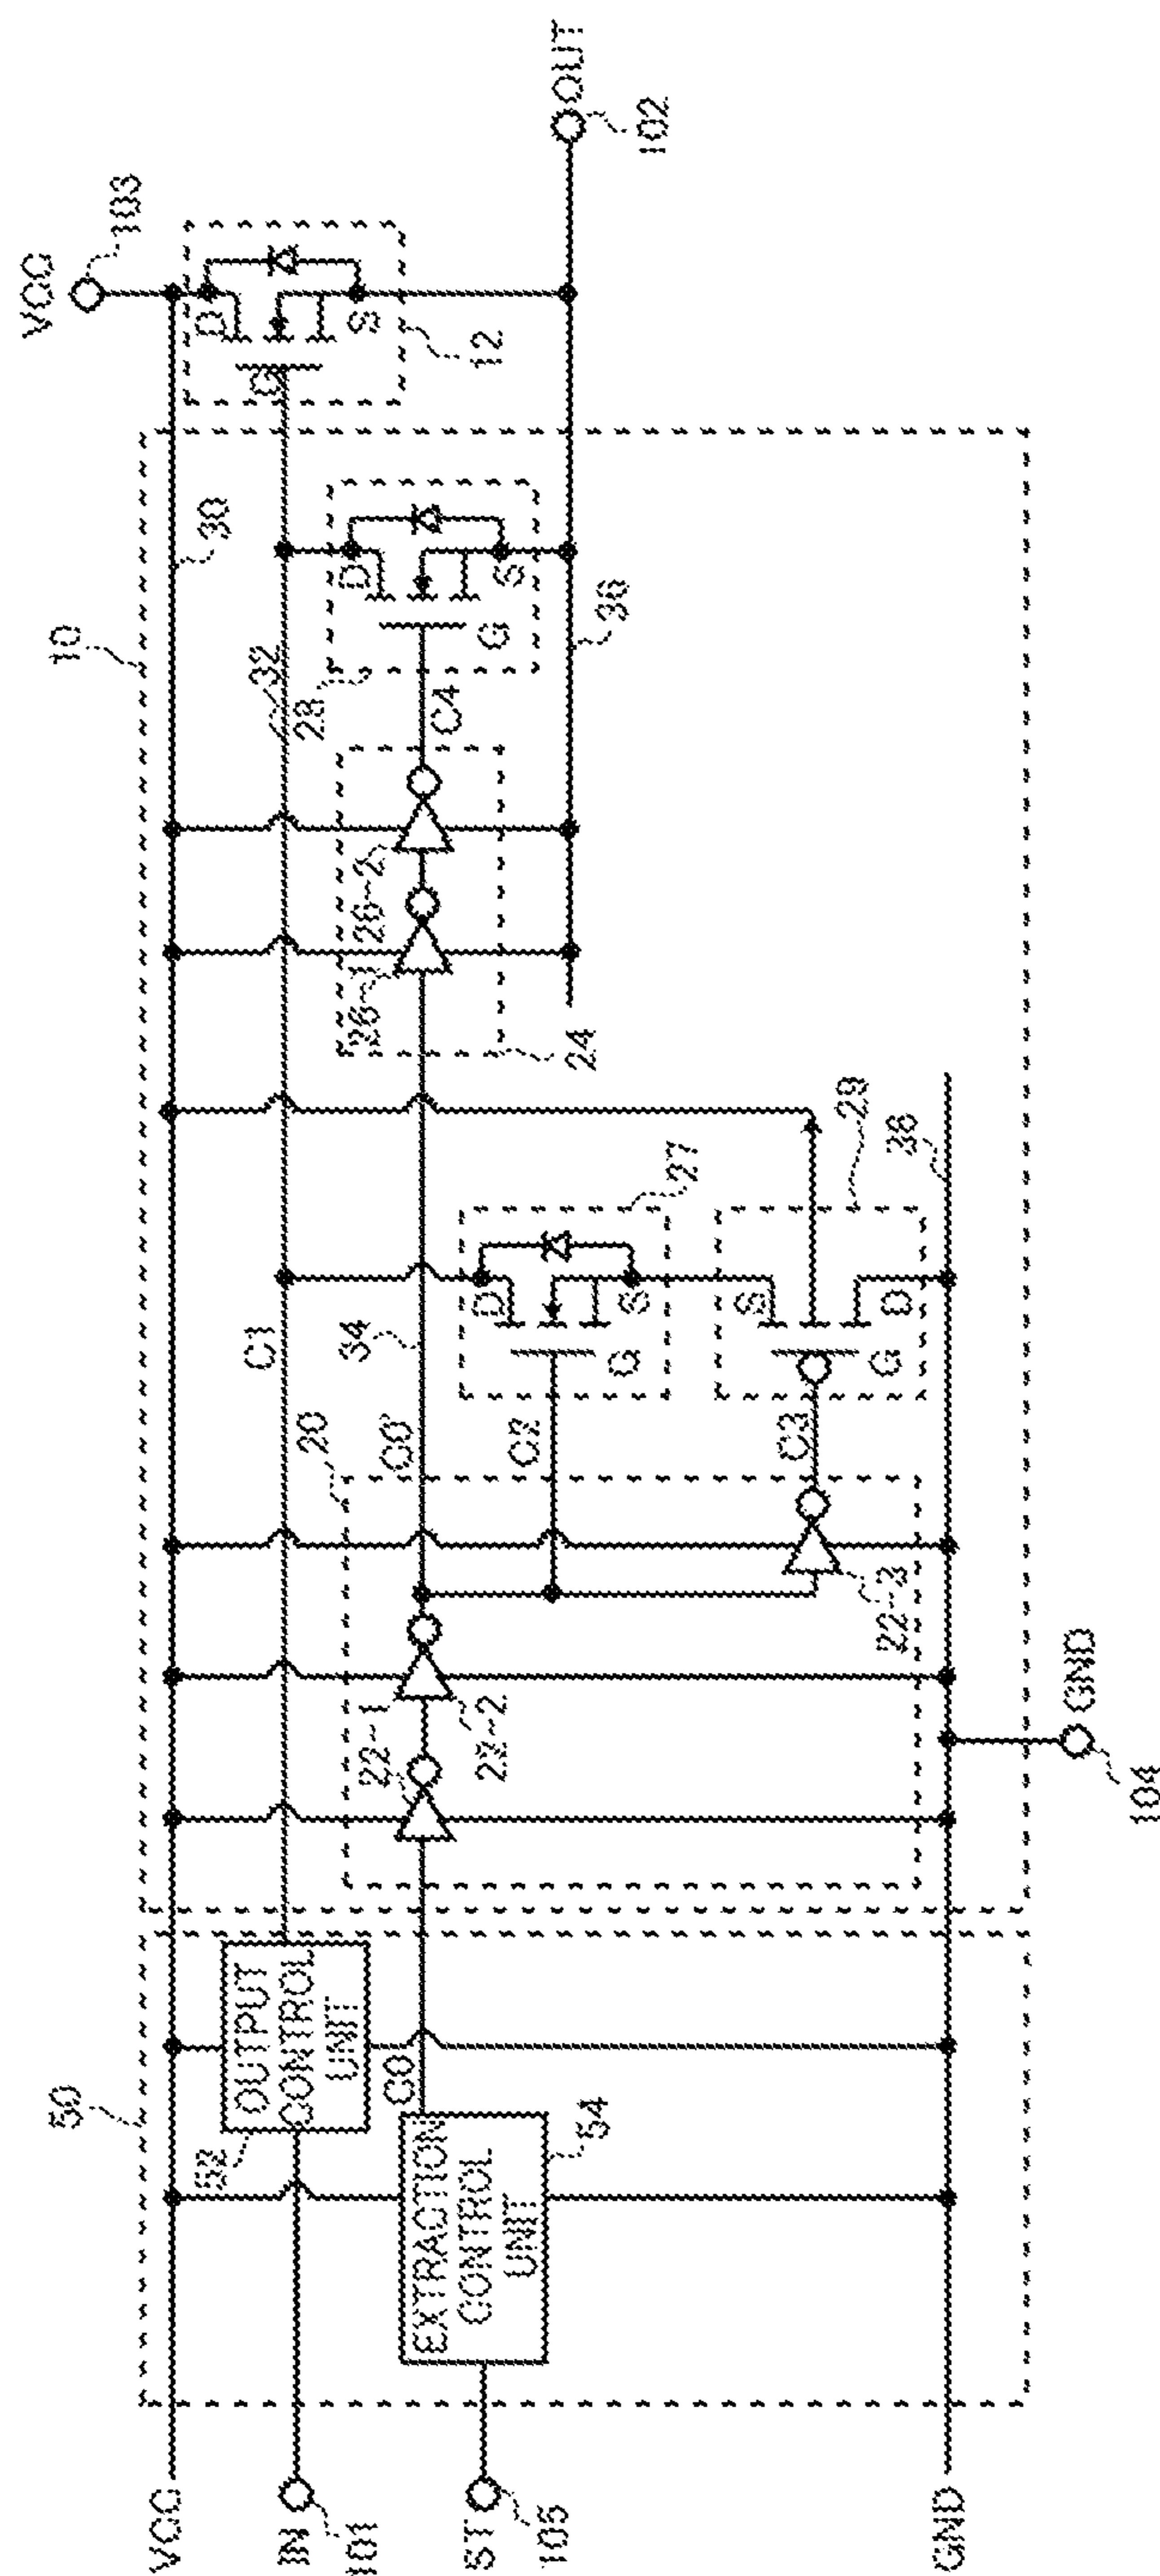 VCC
103
OUT
102
D
S
G
12
10
30
32
28
D
S
G
C4
36
26-2
26-1
24
C1
34
C0'
20
D
S
G
27
C2
S
D
G
29
38
C3
22-1
22-2
22-3
GND
104
50
OUTPUT
CONTROL
UNIT
52
C0
EXTRACTION
CONTROL
UNIT
54
VCC
IN
101
ST
105
GND